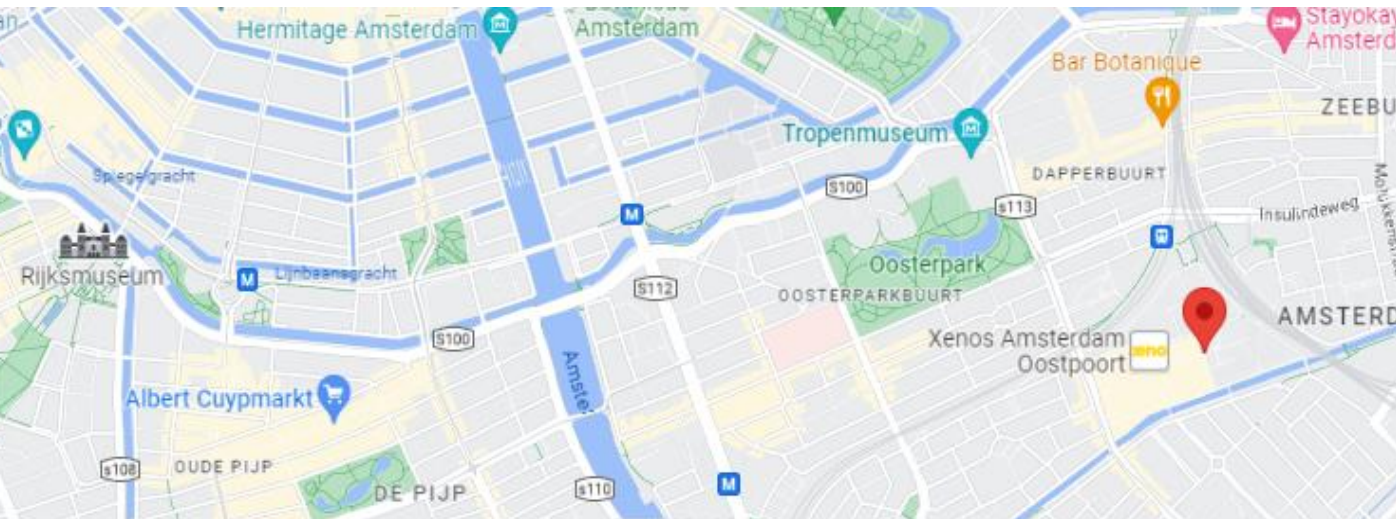 Stayokay
Amsterd
Hermitage Amsterdam
Amsterdam
Bar Botanique
ZEEBU
Tropenmuseum
Spiegelgracht
DAPPERBUURT
S100
s113
Insulindeweg
Rijksmuseum
M
M
Lijnbaansgracht
Oosterpark
S112
OOSTERPARKBUURT
AMSTERD
Xenos Amsterdam
Oostpoort
xeno
S100
Amstel
Albert Cuypmarkt
s108
OUDE PIJP
DE PIJP
s110
M